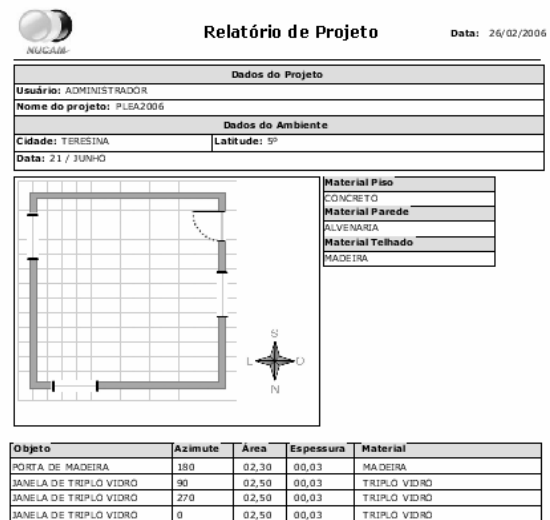 NUCAM
Relatório de Projeto
Data: 26/02/2006
Dados do Projeto
Usuário: ADMINISTRADOR
Nome do projeto: PLEA2006
Dados do Ambiente
Cidade: TERESINA Latitude: 5º
Data: 21 / JUNHO
Material Piso
CONCRETO
Material Parede
ALVENARIA
Material Telhado
MADEIRA
S
L O
N
Objeto Azimute Área Espessura Material
PORTA DE MADEIRA 180 02,30 00,03 MADEIRA
JANELA DE TRIPLO VIDRO 90 02,50 00,03 TRIPLO VIDRO
JANELA DE TRIPLO VIDRO 270 02,50 00,03 TRIPLO VIDRO
JANELA DE TRIPLO VIDRO 0 02,50 00,03 TRIPLO VIDRO